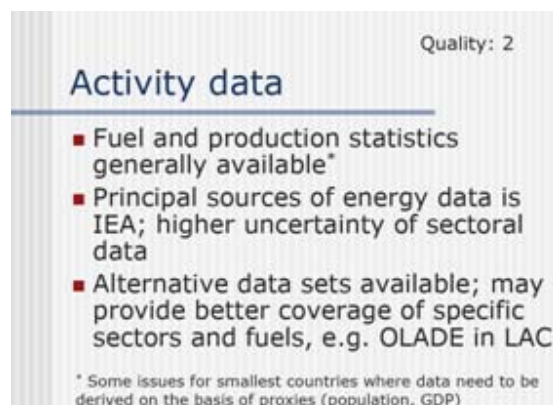 Quality: 2
Activity data
Fuel and production statistics
generally available*
Principal sources of energy data is
IEA; higher uncertainty of sectoral
data
Alternative data sets available; may
provide better coverage of specific
sectors and fuels, e.g. OLADE in LAC
* Some issues for smallest countries where data need to be
derived on the basis of proxies (population, GDP)